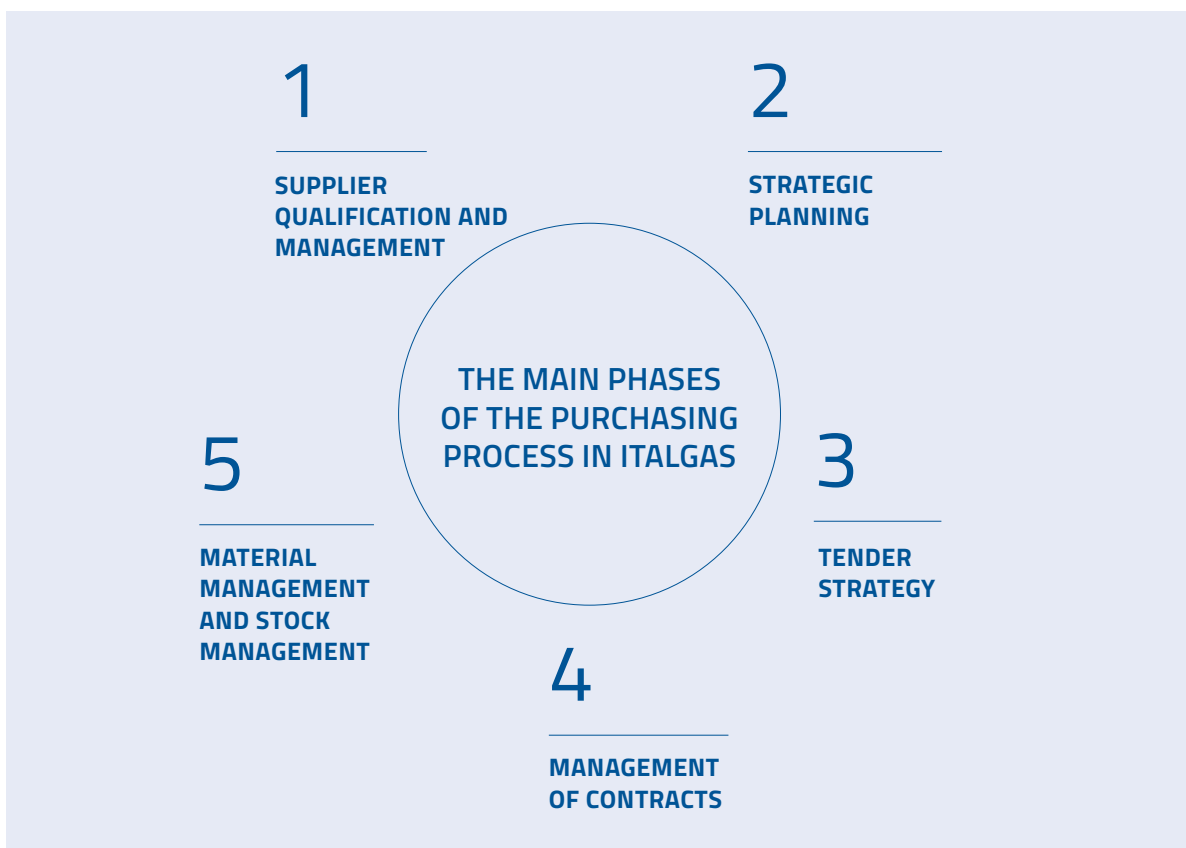 1
SUPPLIER
QUALIFICATION AND
MANAGEMENT
2
STRATEGIC
PLANNING
THE MAIN PHASES
OF THE PURCHASING
PROCESS IN ITALGAS
3
TENDER
STRATEGY
4
MANAGEMENT
OF CONTRACTS
5
MATERIAL
MANAGEMENT
AND STOCK
MANAGEMENT